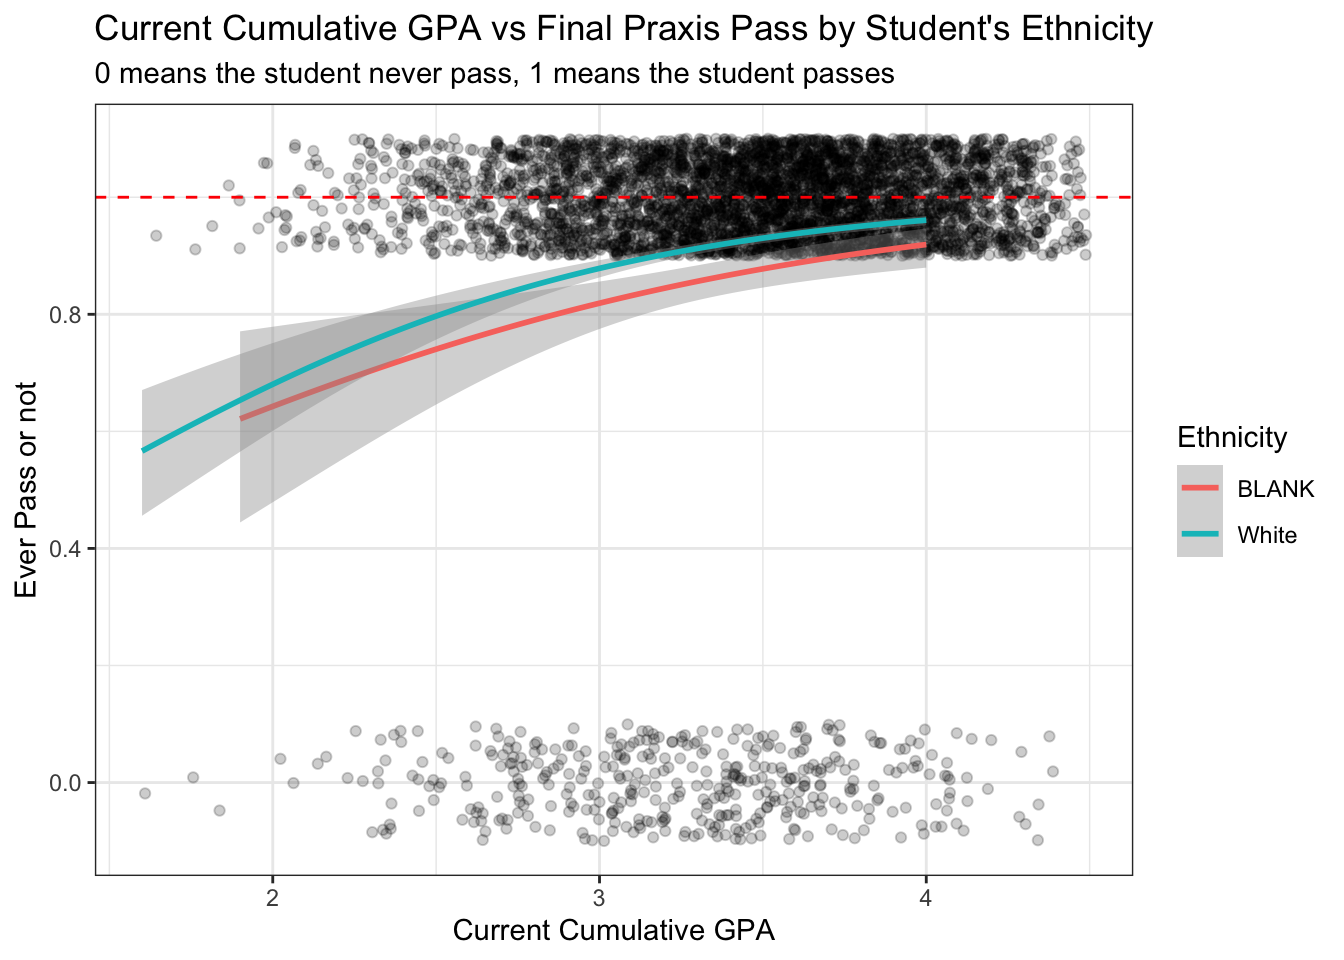 Current Cumulative GPA vs Final Praxis Pass by Student's Ethnicity
0 means the student never pass, 1 means the student passes
Ever Pass or not
0.8
0.4
0.0
2
3
4
Current Cumulative GPA
Ethnicity
BLANK
White